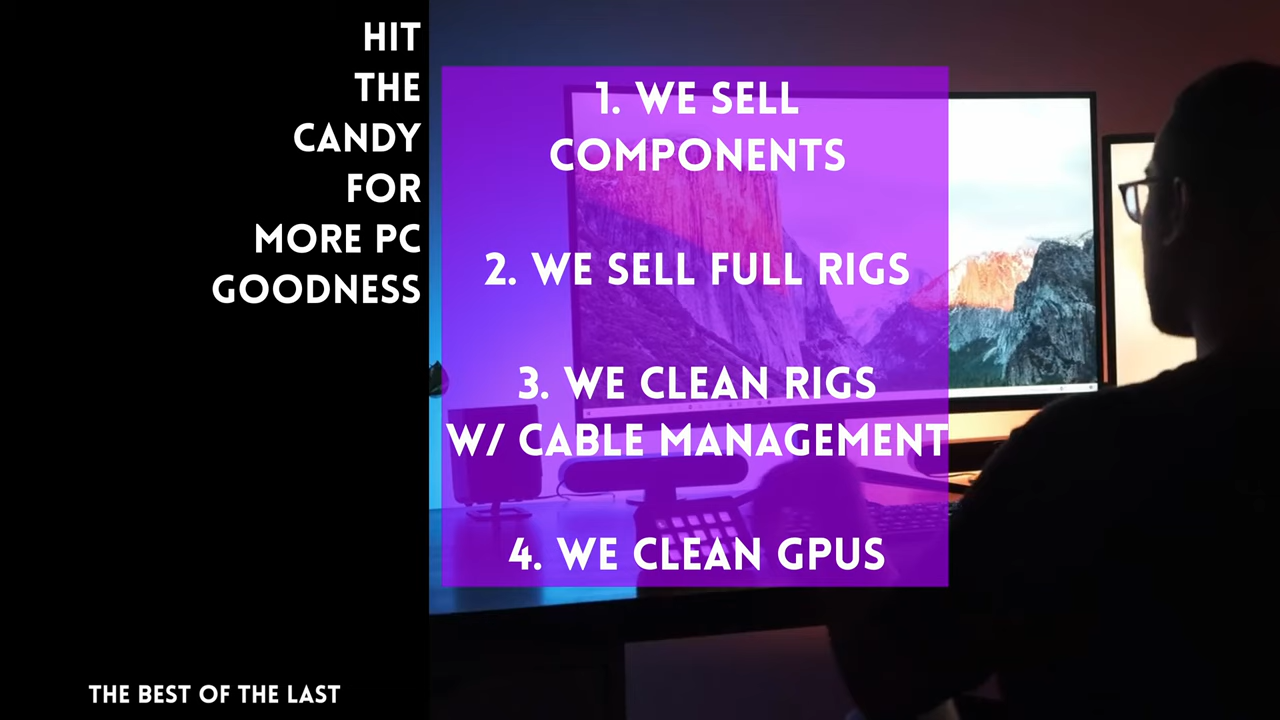 HIT
THE
CANDY
FOR
MORE PC
GOODNESS
1. WE SELL
COMPONENTS
2. WE SELL FULL RIGS
3. WE CLEAN RIGS
W/ CABLE MANAGEMENT
4. WE CLEAN GPUS
THE BEST OF THE LAST